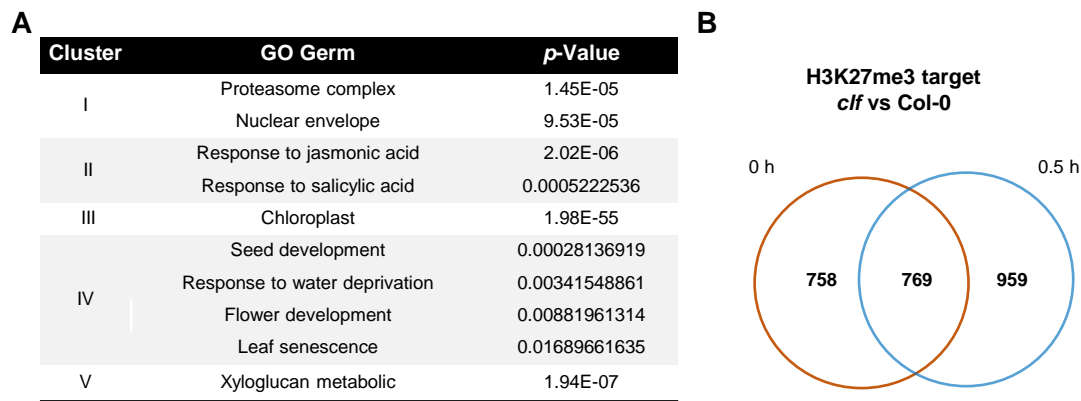 A
Cluster GO Germ p-Value
I
Proteasome complex 1.45E-05
Nuclear envelope 9.53E-05
II
Response to jasmonic acid 2.02E-06
Response to salicylic acid 0.0005222536
III Chloroplast 1.98E-55
IV
Seed development 0.00028136919
Response to water deprivation 0.00341548861
Flower development 0.00881961314
Leaf senescence 0.01689661635
V Xyloglucan metabolic 1.94E-07
B
H3K27me3 target
clf vs Col-0
0 h 0.5 h
758 769 959